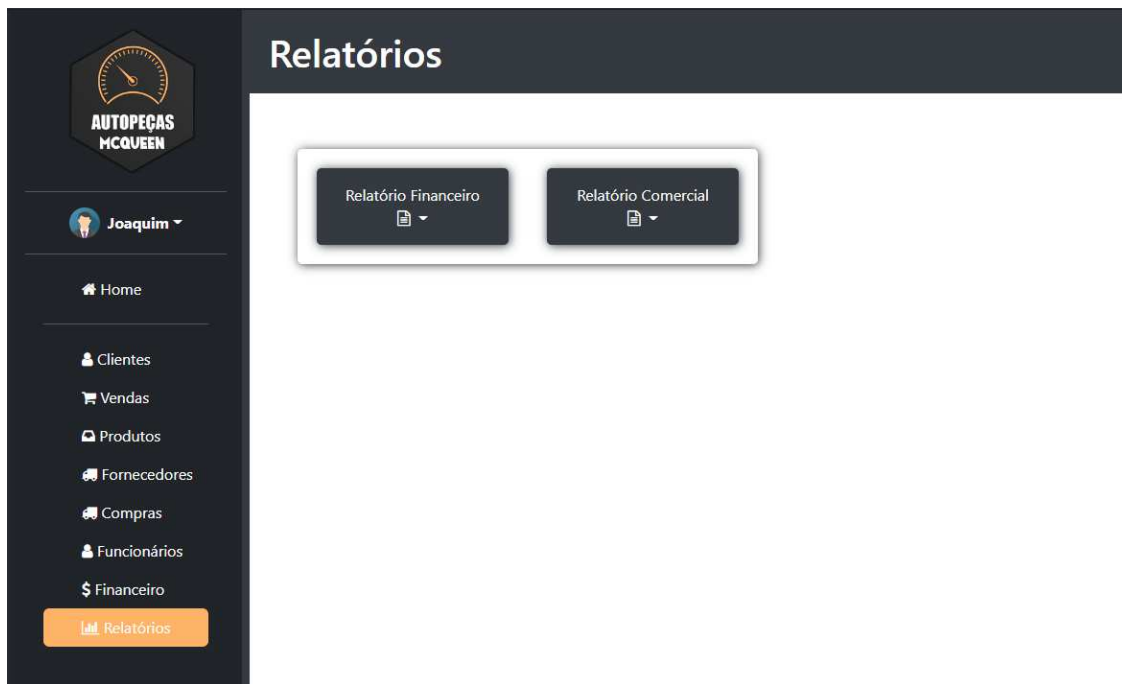 AUTOPEÇAS
MCQUEEN
Joaquim
Home
Clientes
Vendas
Produtos
Fornecedores
Compras
Funcionários
Financeiro
Relatórios
Relatórios
Relatório Financeiro
Relatório Comercial